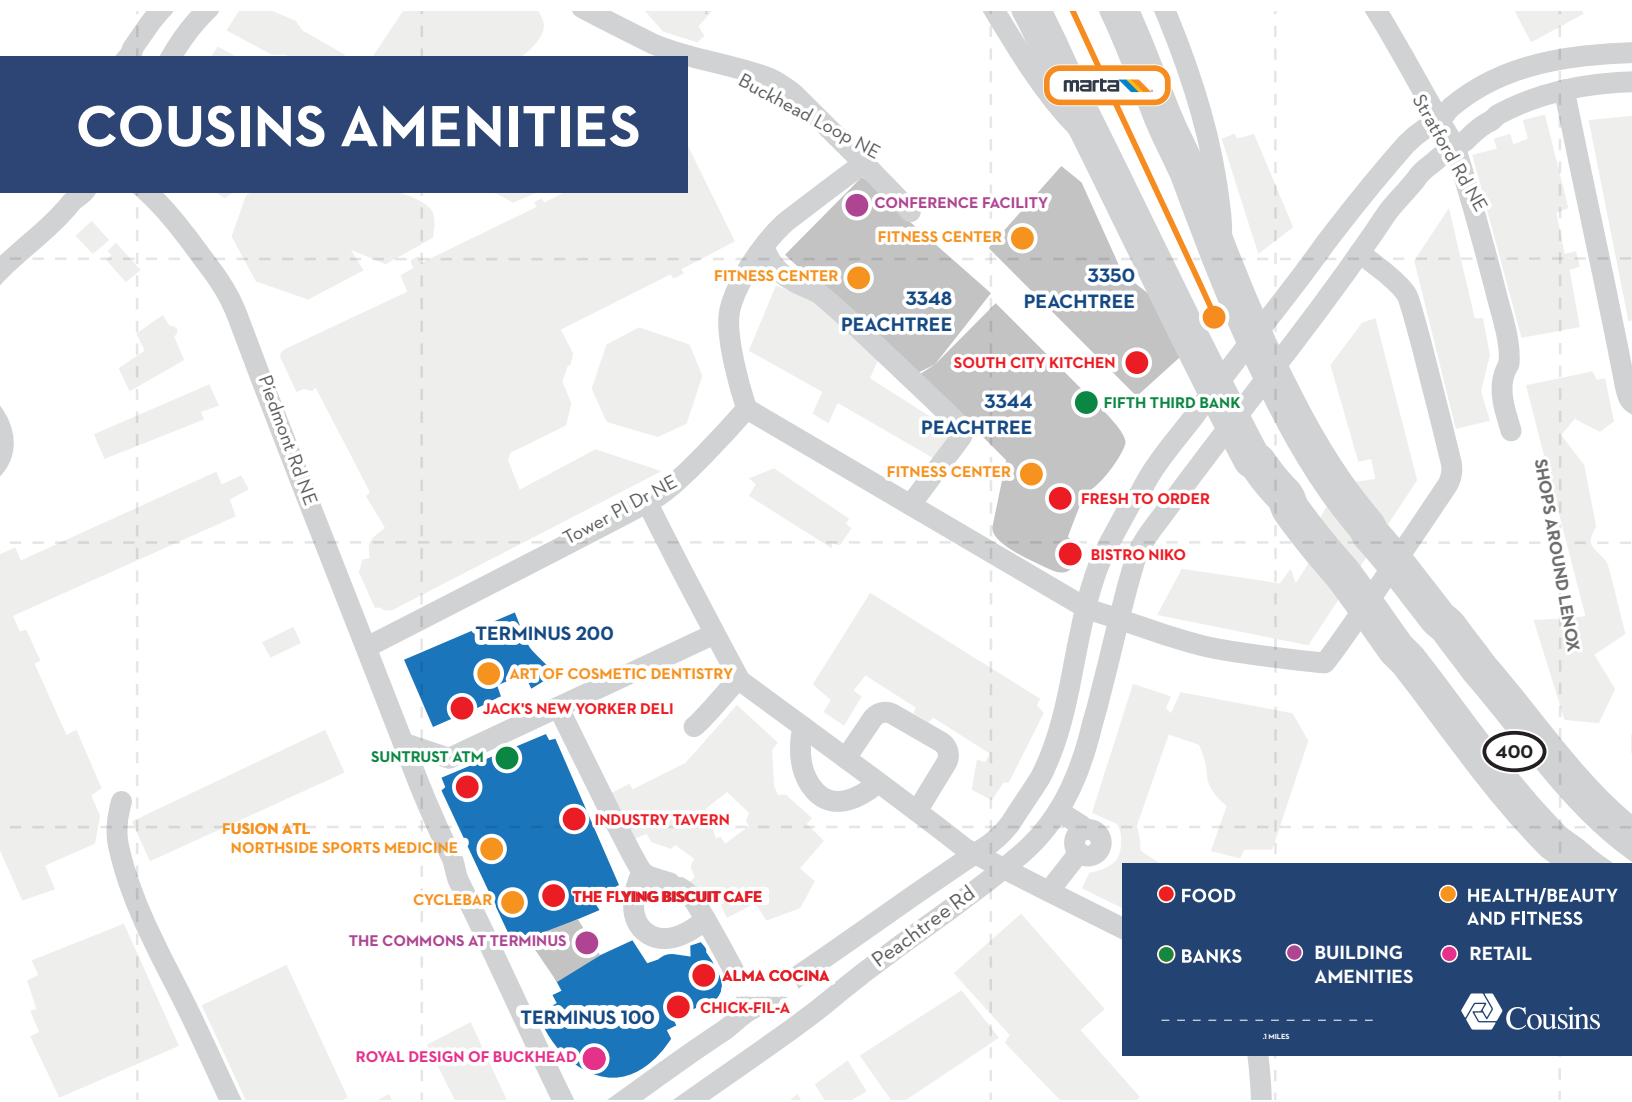 COUSINS AMENITIES
marta
Buckhead Loop NE
Stratford Rd NE
CONFERENCE FACILITY
FITNESS CENTER
FITNESS CENTER
3350
PEACHTREE
3348
PEACHTREE
SOUTH CITY KITCHEN
3344
PEACHTREE
FIFTH THIRD BANK
Piedmont Rd NE
FITNESS CENTER
FRESH TO ORDER
Tower Pl Dr NE
BISTRO NIKO
SHOPS AROUND LENOX
TERMINUS 200
ART OF COSMETIC DENTISTRY
JACK'S NEW YORKER DELI
SUNTRUST ATM
400
INDUSTRY TAVERN
FUSION ATL
NORTHSIDE SPORTS MEDICINE
CYCLEBAR
THE FLYING BISCUIT CAFE
THE COMMONS AT TERMINUS
Peachtree Rd
ALMA COCINA
CHICK-FIL-A
TERMINUS 100
ROYAL DESIGN OF BUCKHEAD
FOOD
HEALTH/BEAUTY
AND FITNESS
BANKS
BUILDING
AMENITIES
RETAIL
.1 MILES
Cousins